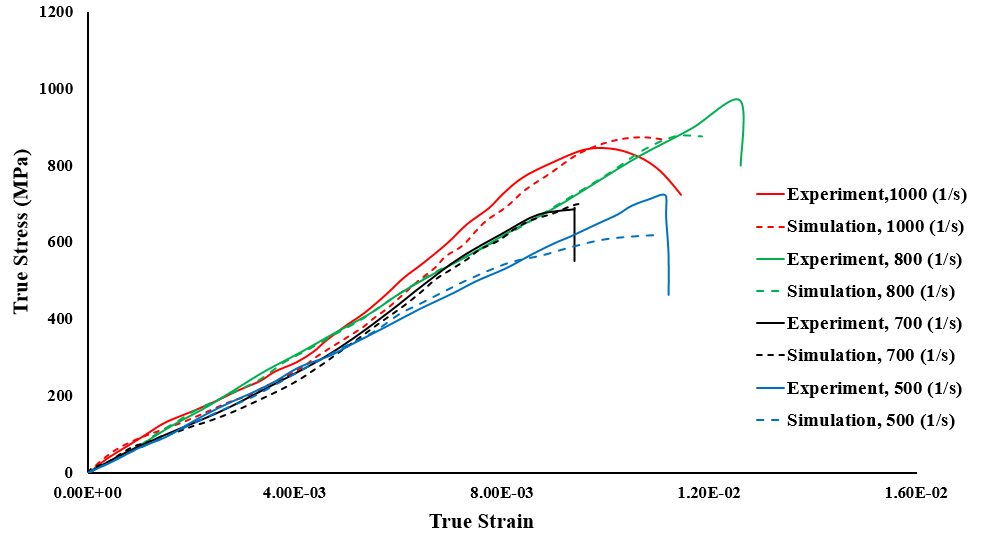 1200
1000
800
600
400
200
0
True Stress (MPa)
0.00E+00
4.00E-03
8.00E-03
1.20E-02
1.60E-02
True Strain
Experiment,1000 (1/s)
Simulation, 1000 (1/s)
Experiment, 800 (1/s)
Simulation, 800 (1/s)
Experiment, 700 (1/s)
Simulation, 700 (1/s)
Experiment, 500 (1/s)
Simulation, 500 (1/s)